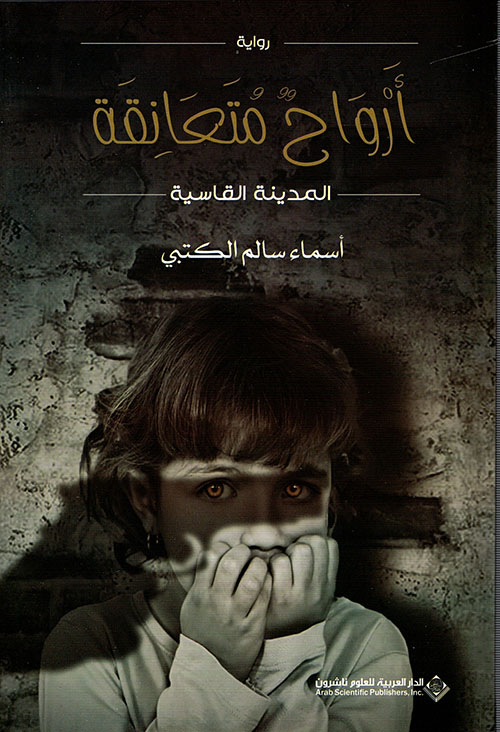 رواية
أَرْوَاحٌ مُتَعَانِقَة
المدينة القاسية
أسماء سالم الكتبي
الدار العربية للعلوم ناشرون
Arab Scientific Publishers, Inc.